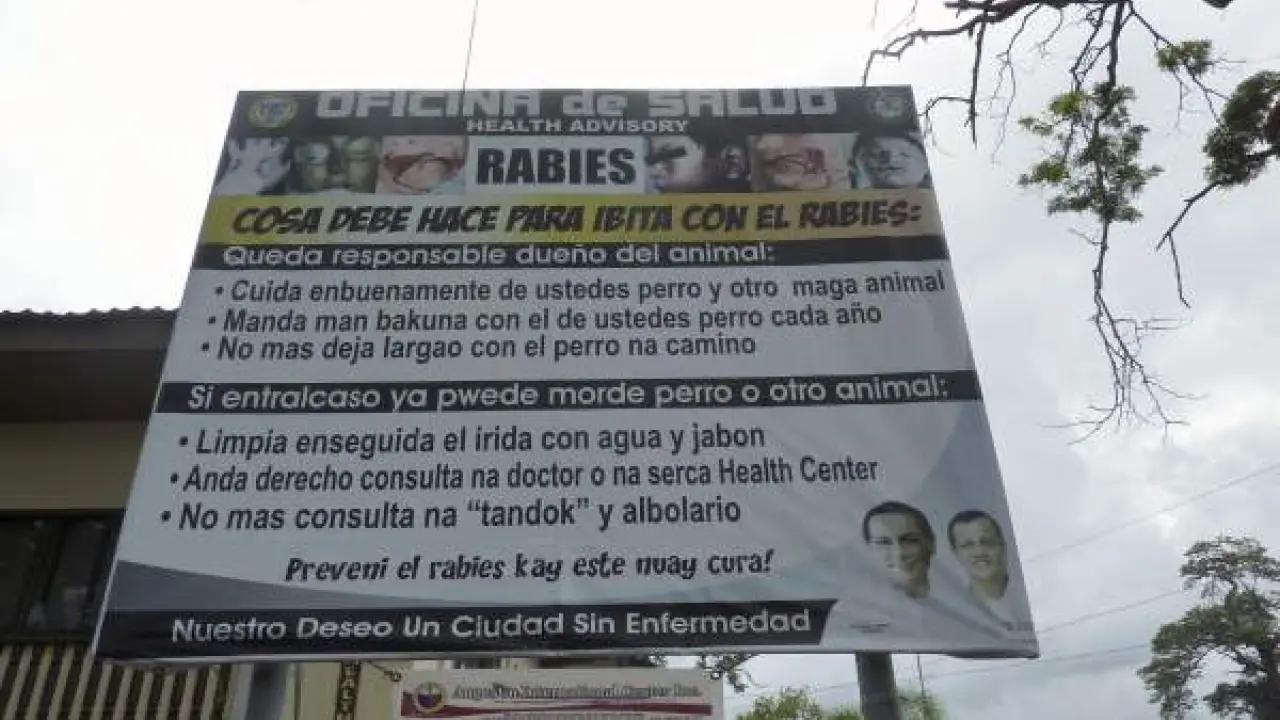 OFICINA de SALUD
HEALTH ADVISORY
RABIES
COSA DEBE HACE PARA IBITA CON EL RABIES:
Queda responsable dueño del animal:
• Cuida enbuenamente de ustedes perro y otro maga animal
• Manda man bakuna con el de ustedes perro cada año
• No mas deja largao con el perro na camino
Si entralcaso ya pwede morde perro o otro animal:
• Limpia enseguida el irida con agua y jabon
• Anda derecho consulta na doctor o na serca Health Center
• No mas consulta na “tandok” y albolario
Preveni el rabies kay este nuay cura!
Nuestro Deseo Un Ciudad Sin Enfermedad
International Center Inc.